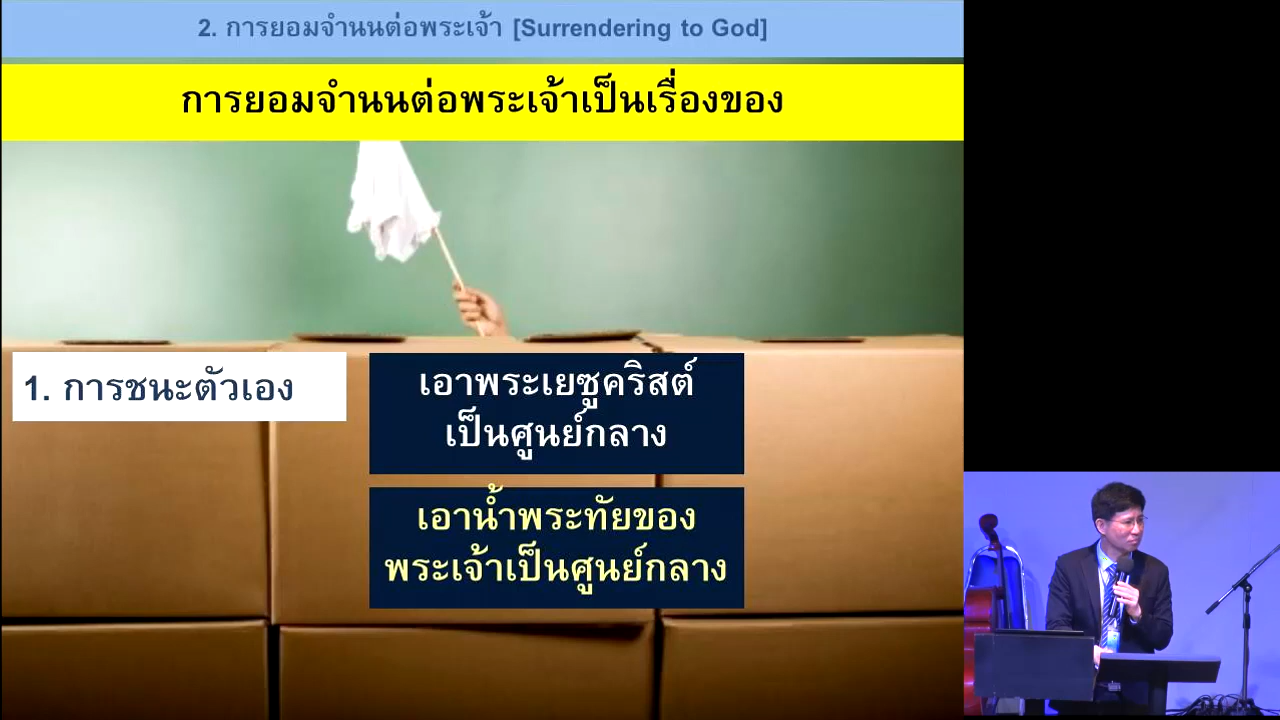 2. การยอมจำนนต่อพระเจ้า [Surrendering to God]
การยอมจำนนต่อพระเจ้าเป็นเรื่องของ
1. การชนะตัวเอง
เอาพระเยซูคริสต์
เป็นศูนย์กลาง
เอาน้ำพระทัยของ
พระเจ้าเป็นศูนย์กลาง